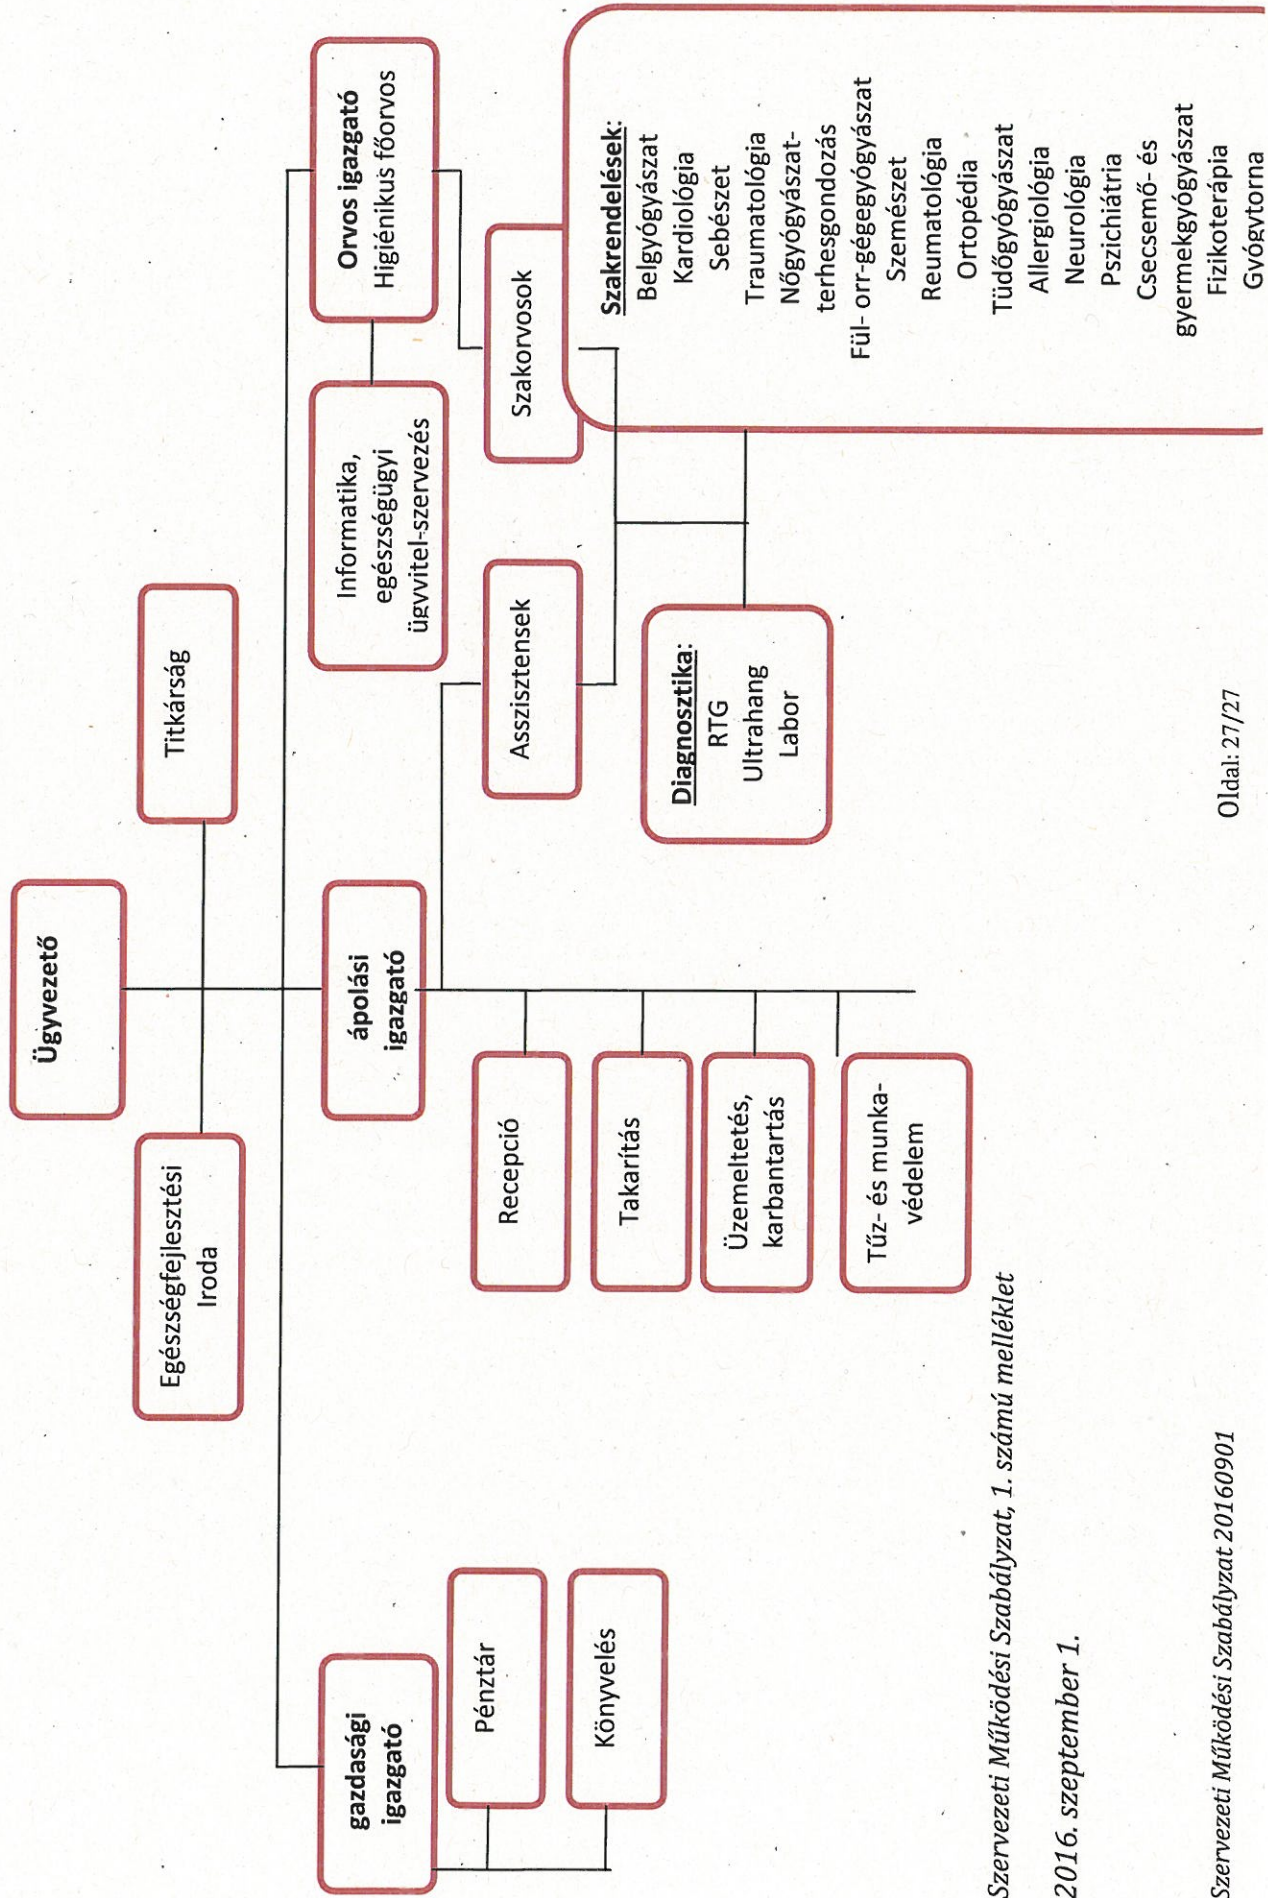 Ügyvezető
Egészségfejlesztési
Iroda
Titkárság
gazdasági
igazgató
Pénztár
Könyvelés
ápolási
igazgató
Recepció
Takarítás
Üzemeltetés,
karbantartás
Tűz- és munka-
védelem
Orvos igazgató
Higiénikus főorvos
Informatika,
egészségügyi
ügyvitel-szervezés
Asszisztensek
Szakorvosok
Diagnosztika:
RTG
Ultrahang
Labor
Szakrendelések:
Belgyógyászat
Kardiológia
Sebészet
Traumatológia
Nőgyógyászat-
terhesgondozás
Fül- orr-gégegyógyászat
Szemészet
Reumatológia
Ortopédia
Tüdőgyógyászat
Allergiológia
Neurológia
Pszichiátria
Csecsemő- és
gyermekgyógyászat
Fizikoterápia
Gyógytorna
Szervezeti Működési Szabályzat, 1. számú melléklet
2016. szeptember 1.
Szervezeti Működési Szabályzat 20160901
Oldal: 27/27